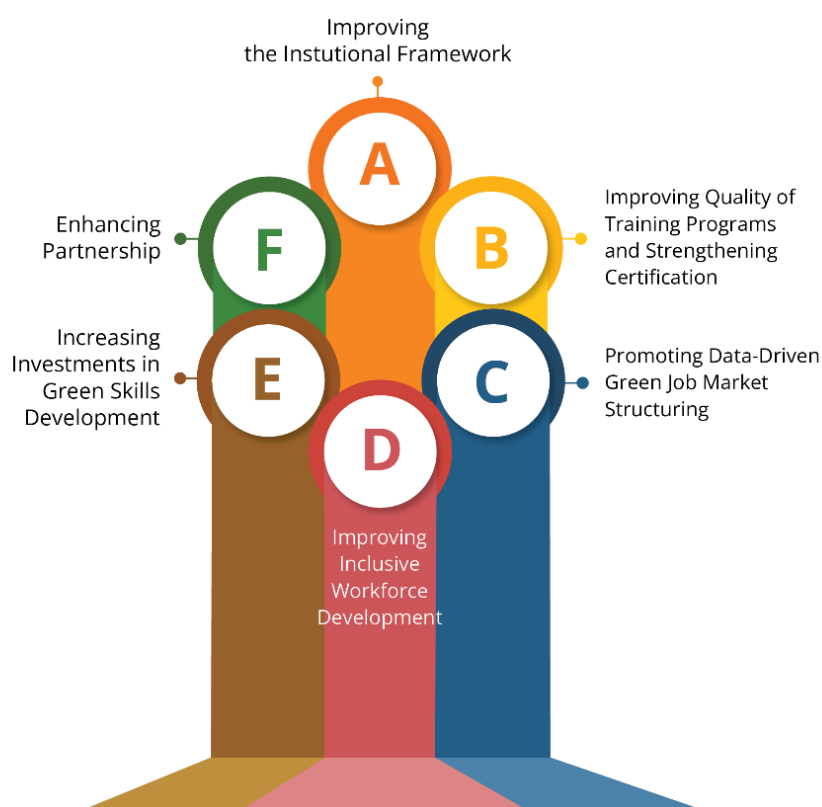 Improving
the Instutional Framework
A
B
Improving Quality of
Training Programs
and Strengthening
Certification
C
Promoting Data-Driven
Green Job Market
Structuring
D
Improving
Inclusive
Workforce
Development
E
Increasing
Investments in
Green Skills
Development
F
Enhancing
Partnership